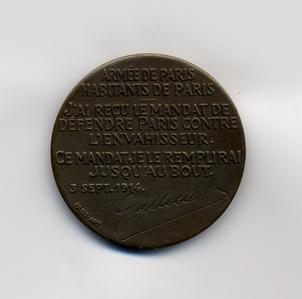 ARMÉE DE PARIS
HABITANTS DE PARIS
J'AI REÇU LE MANDAT DE
DÉFENDRE PARIS CONTRE
L'ENVAHISSEUR.
CE MANDAT, JE LE REMPLIRAI
JUSQU'AU BOUT.
3 SEPT. 1914.
Gallieni